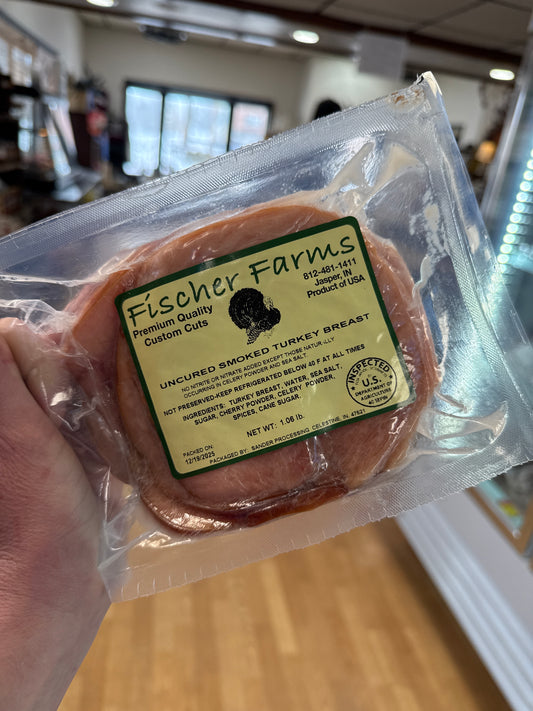 Fischer Farms
Premium Quality
Custom Cuts
812-481-1411
Jasper, IN
Product of USA
UNCURED SMOKED TURKEY BREAST
NO NITRITE OR NITRATE ADDED EXCEPT THOSE NATURALLY
OCCURRING IN CELERY POWDER AND SEA SALT
NOT PRESERVED-KEEP REFRIGERATED BELOW 40 F AT ALL TIMES
INGREDIENTS: TURKEY BREAST, WATER, SEA SALT,
SUGAR, CHERRY POWDER, CELERY POWDER,
SPICES, CANE SUGAR.
INSPECTED
U.S.
DEPARTMENT OF
AGRICULTURE
NET WT: 1.06 lb.
PACKED ON:
12/19/2025
PACKAGED BY: SANDER PROCESSING, CELESTINE, IN. 47521